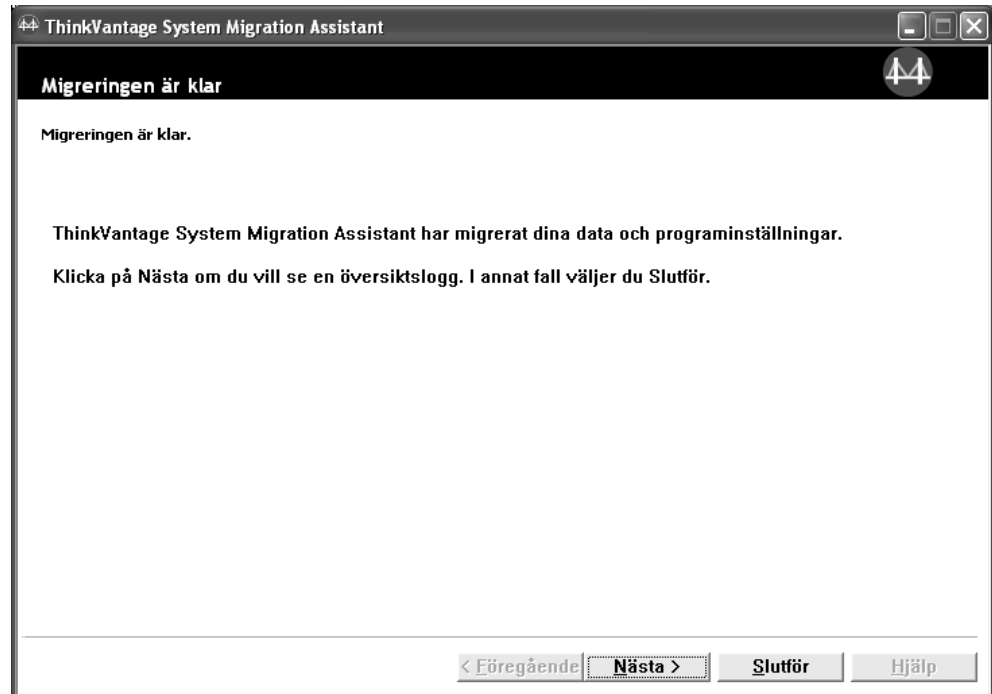 ThinkVantage System Migration Assistant
Migreringen är klar
Migreringen är klar.
ThinkVantage System Migration Assistant har migrerat dina data och programinställningar.
Klicka på Nästa om du vill se en översiktslogg. I annat fall väljer du Slutför.
< Föregående Nästa > Slutför Hjälp